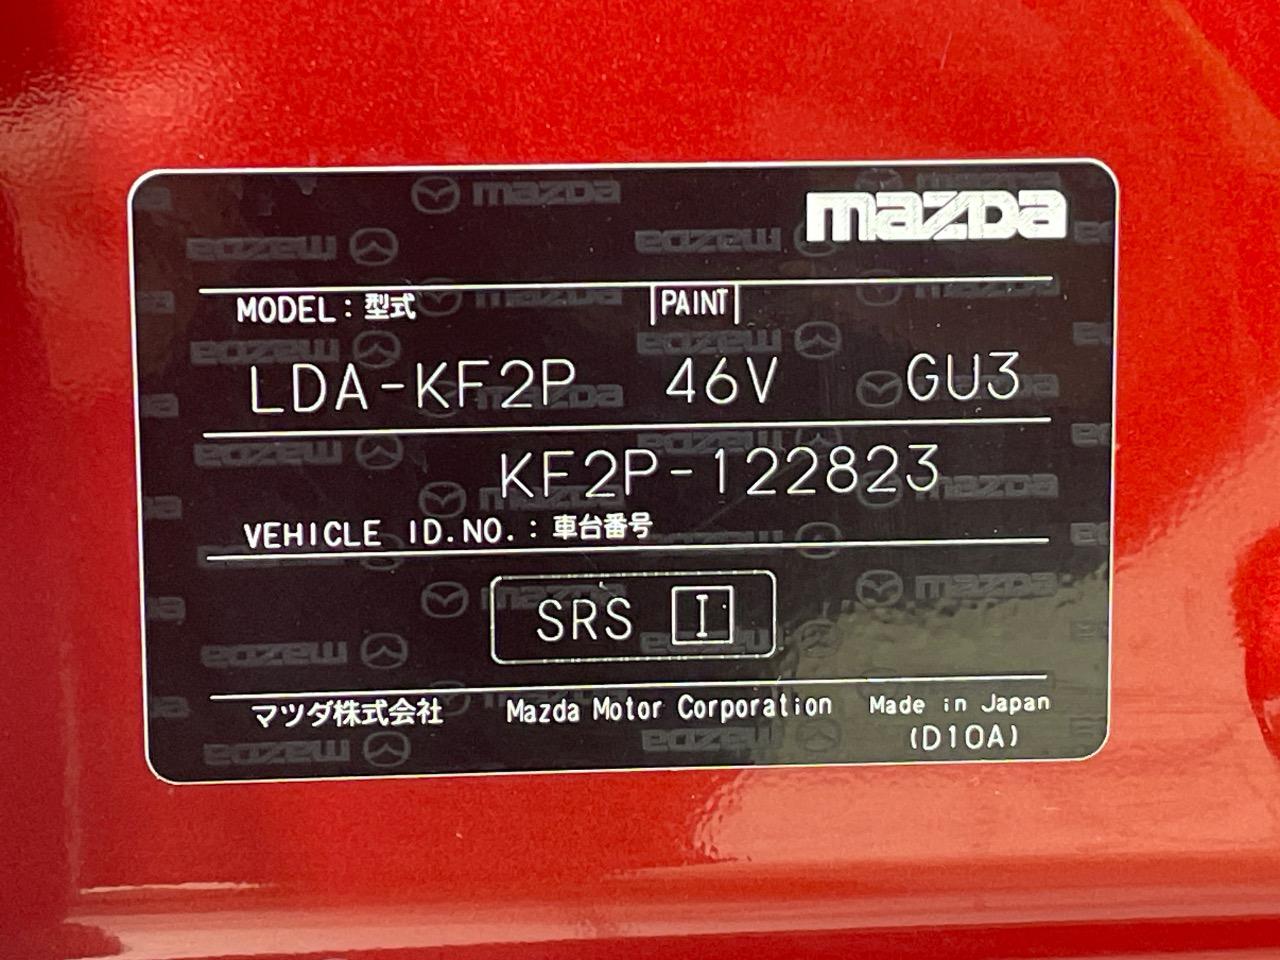 mazda
MODEL：型式 PAINT
LDA-KF2P 46V GU3
KF2P-122823
VEHICLE ID.NO.：車台番号
SRS I
マツダ株式会社 Mazda Motor Corporation Made in Japan
(D10A)